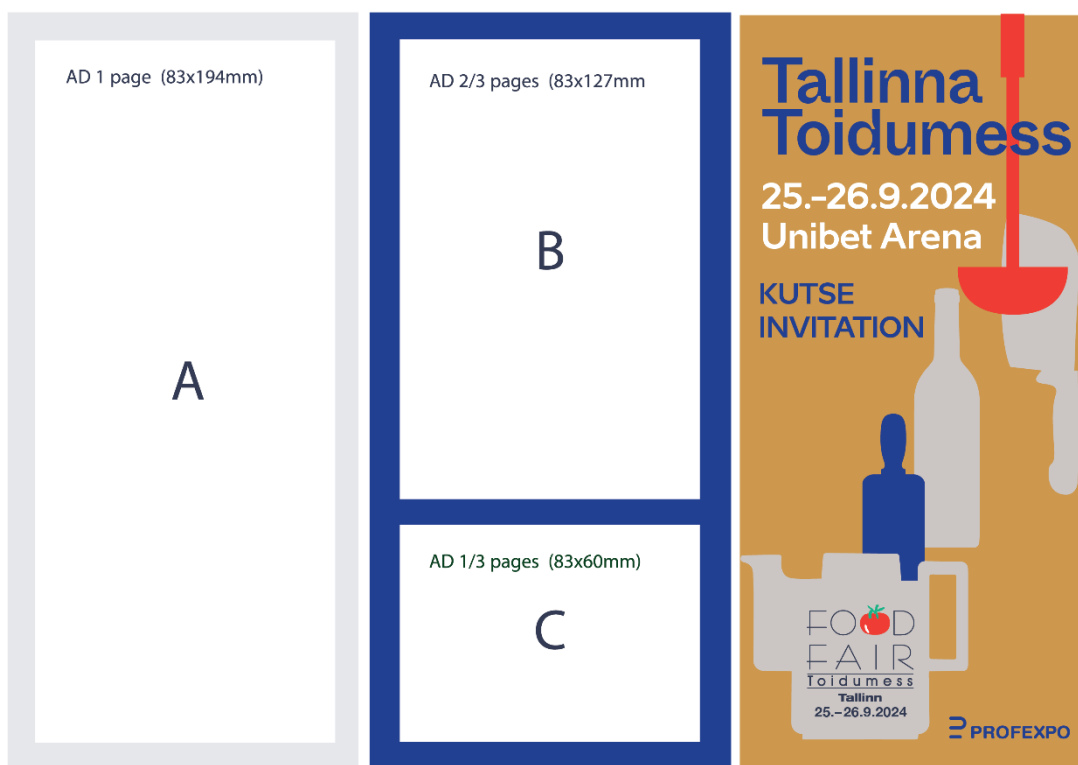 AD 1 page (83x194mm)
A
AD 2/3 pages (83x127mm
B
AD 1/3 pages (83x60mm)
C
Tallinna
Toidumess
25.–26.9.2024
Unibet Arena
KUTSE
INVITATION
FOOD
FAIR
Toidumess
Tallinn
25.–26.9.2024
PROFEXPO